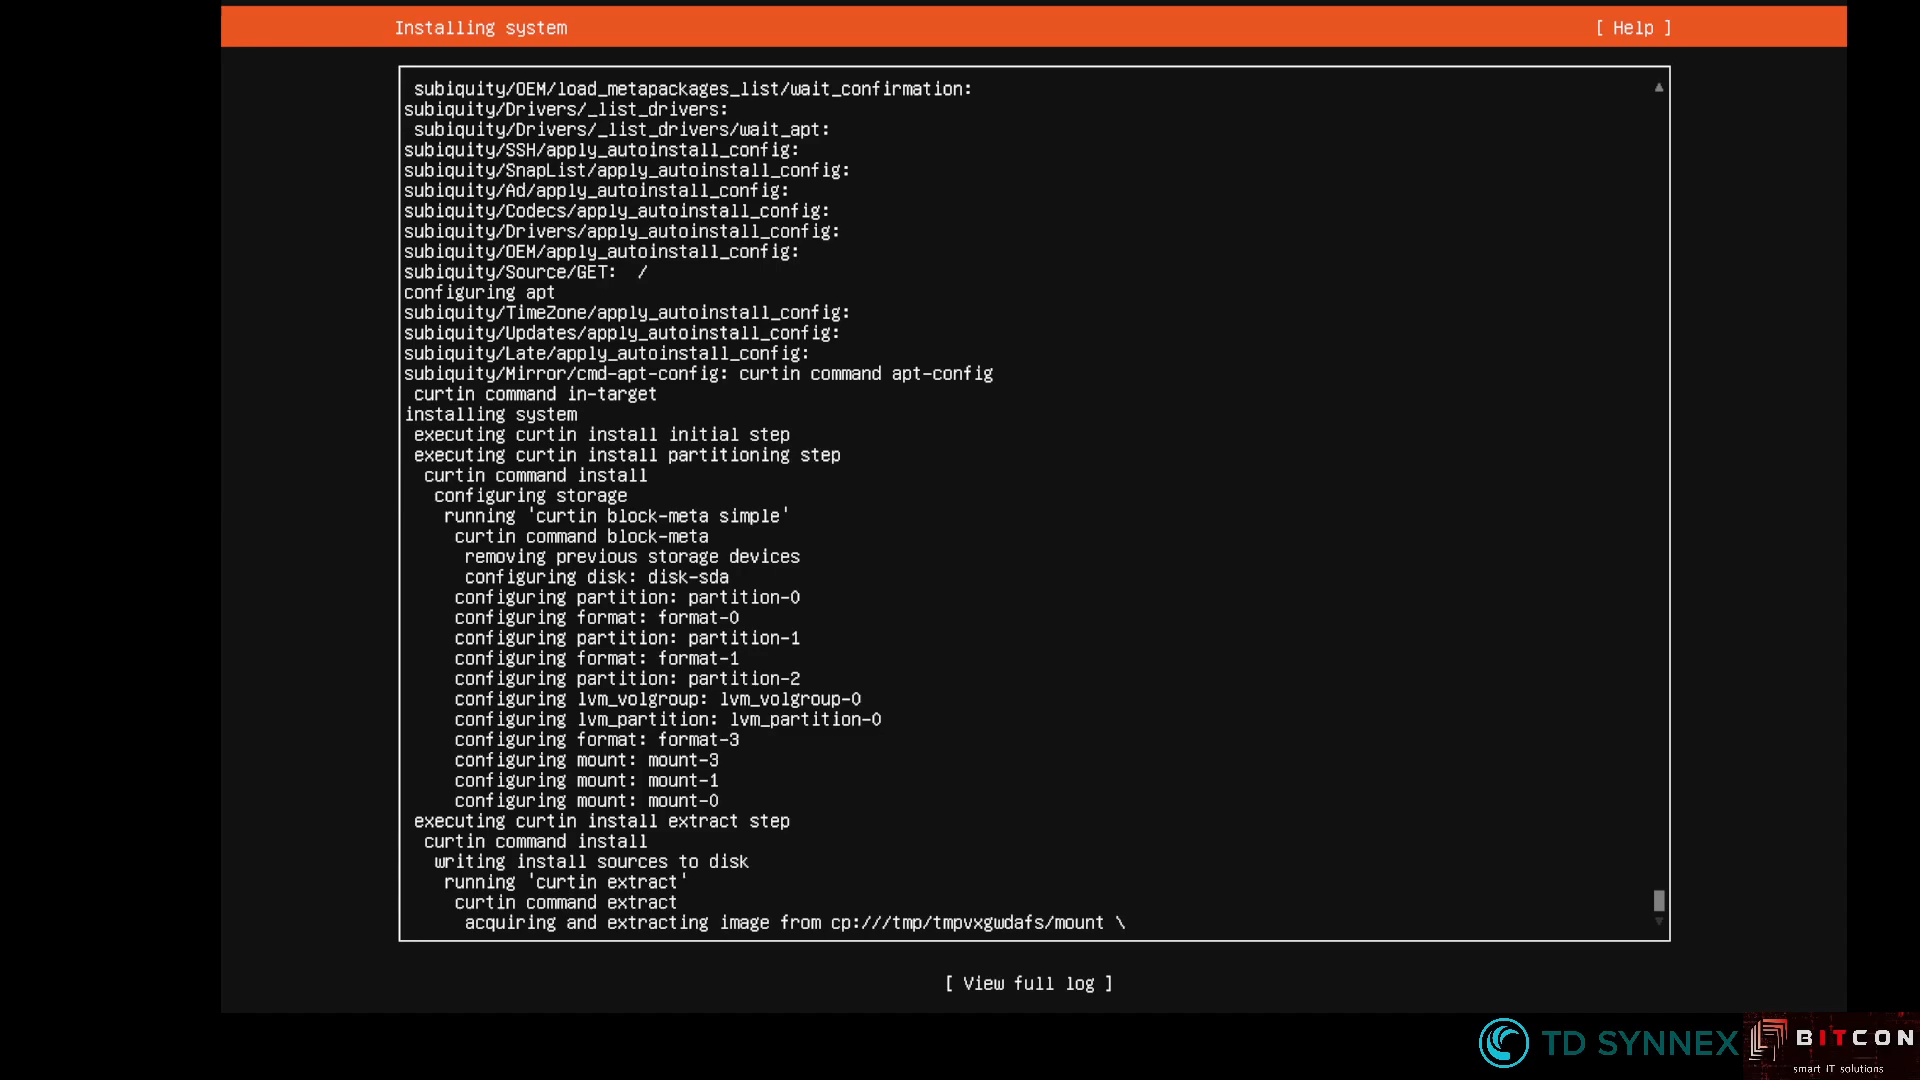 Installing system
[ Help ]
subiquity/OEM/load_metapackages_list/wait_confirmation:
subiquity/Drivers/_list_drivers:
subiquity/Drivers/_list_drivers/wait_apt:
subiquity/SSH/apply_autoinstall_config:
subiquity/SnapList/apply_autoinstall_config:
subiquity/Ad/apply_autoinstall_config:
subiquity/Codecs/apply_autoinstall_config:
subiquity/Drivers/apply_autoinstall_config:
subiquity/OEM/apply_autoinstall_config:
subiquity/Source/GET:  /
configuring apt
subiquity/TimeZone/apply_autoinstall_config:
subiquity/Updates/apply_autoinstall_config:
subiquity/Late/apply_autoinstall_config:
subiquity/Mirror/cmd-apt-config: curtin command apt-config
curtin command in-target
installing system
executing curtin install initial step
executing curtin install partitioning step
curtin command install
configuring storage
running 'curtin block-meta simple'
curtin command block-meta
removing previous storage devices
configuring disk: disk-sda
configuring partition: partition-0
configuring format: format-0
configuring partition: partition-1
configuring format: format-1
configuring partition: partition-2
configuring lvm_volgroup: lvm_volgroup-0
configuring lvm_partition: lvm_partition-0
configuring format: format-3
configuring mount: mount-3
configuring mount: mount-1
configuring mount: mount-0
executing curtin install extract step
curtin command install
writing install sources to disk
running 'curtin extract'
curtin command extract
acquiring and extracting image from cp:///tmp/tmpvxgwdafs/mount \
[ View full log ]
TD SYNNEX
BITCON
smart IT solutions